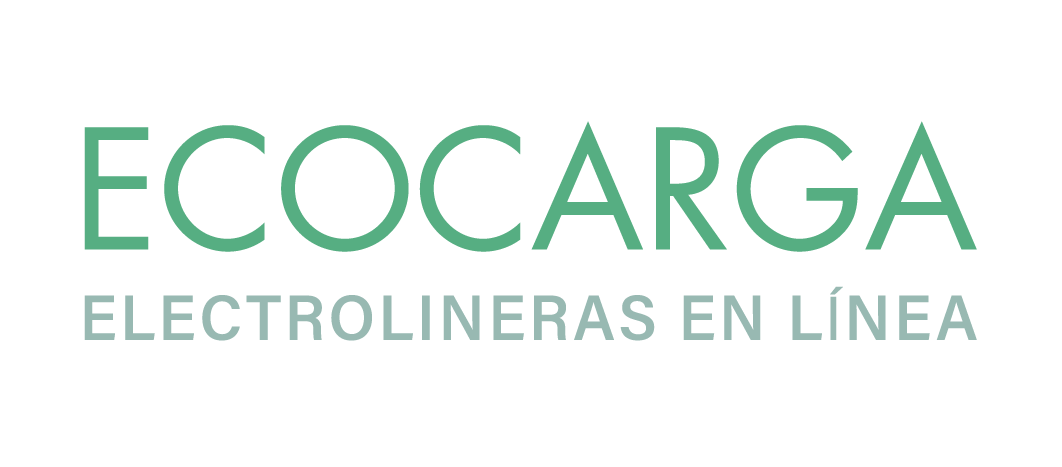 ECOCARGA
ELECTROLINERAS EN LÍNEA